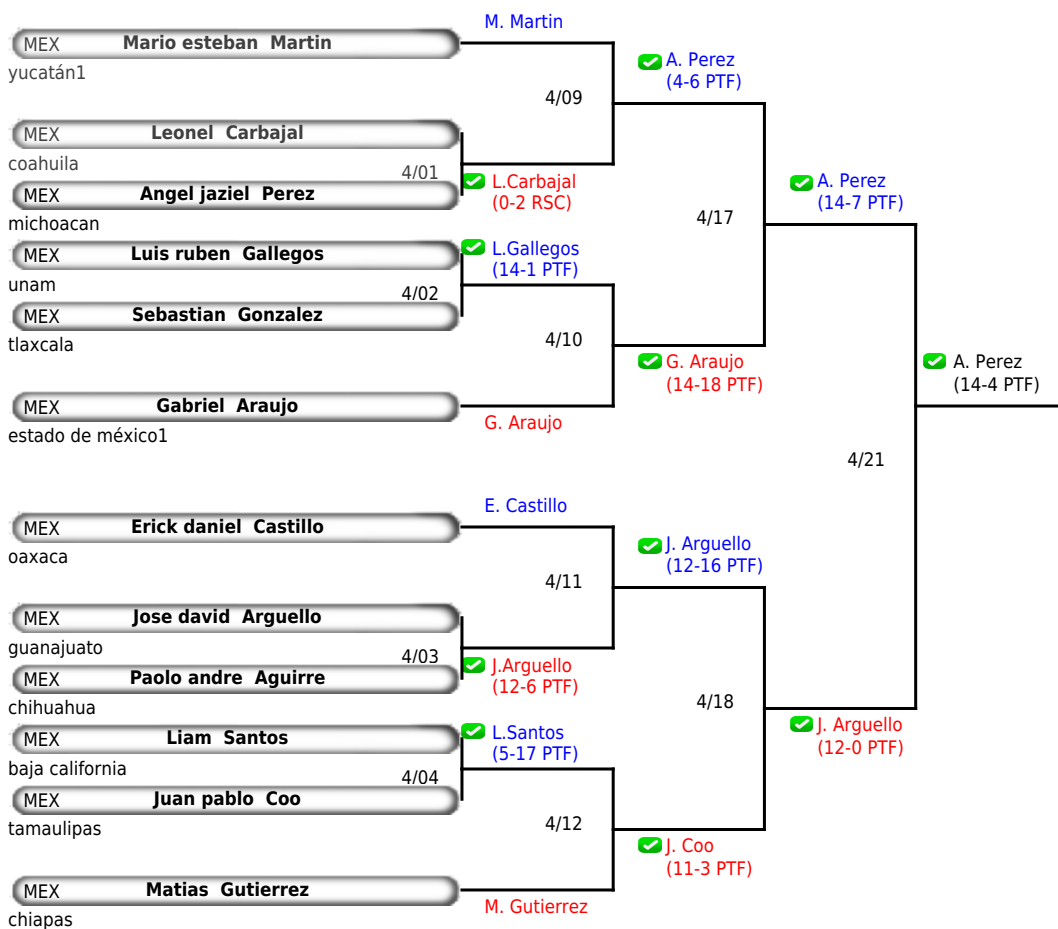 M. Martin
MEX Mario esteban Martin
yucatán1
A. Perez
(4-6 PTF)
4/09
MEX Leonel Carbajal
coahuila
4/01
L.Carbajal
(0-2 RSC)
MEX Angel jaziel Perez
michoacan
A. Perez
(14-7 PTF)
4/17
MEX Luis ruben Gallegos
unam
L.Gallegos
(14-1 PTF)
4/02
MEX Sebastian Gonzalez
tlaxcala
4/10
G. Araujo
(14-18 PTF)
A. Perez
(14-4 PTF)
MEX Gabriel Araujo
estado de méxico1
G. Araujo
4/21
E. Castillo
MEX Erick daniel Castillo
oaxaca
J. Arguello
(12-16 PTF)
4/11
MEX Jose david Arguello
guanajuato
4/03
J.Arguello
(12-6 PTF)
MEX Paolo andre Aguirre
chihuahua
4/18
J. Arguello
(12-0 PTF)
MEX Liam Santos
baja california
L.Santos
(5-17 PTF)
4/04
MEX Juan pablo Coo
tamaulipas
4/12
J. Coo
(11-3 PTF)
MEX Matias Gutierrez
chiapas
M. Gutierrez